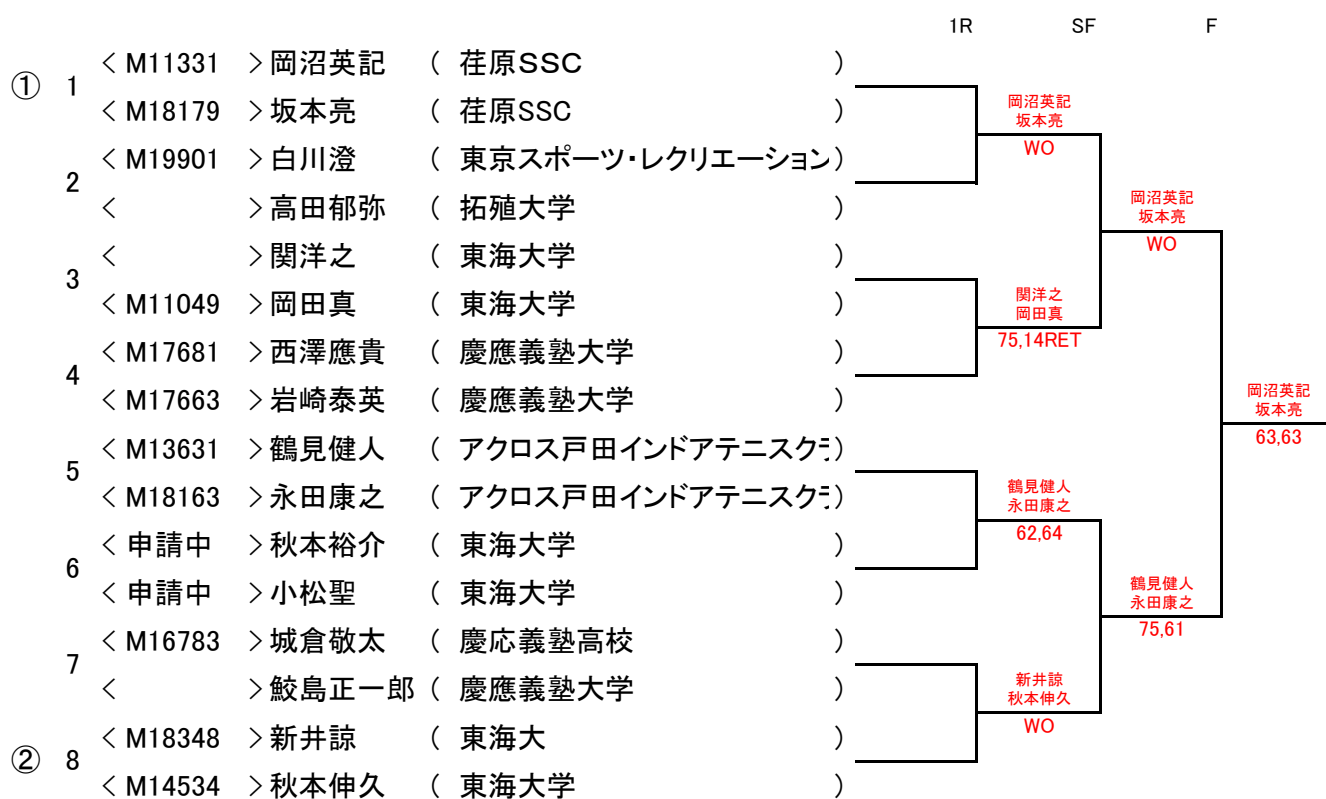 1R SF F
< M11331 >岡沼英記 ( 荏原SSC )
① 1
< M18179 >坂本亮 ( 荏原SSC )
岡沼英記
坂本亮
WO
< M19901 >白川澄 ( 東京スポーツ・レクリエーション)
2
< >高田郁弥 ( 拓殖大学 )
岡沼英記
坂本亮
WO
< >関洋之 ( 東海大学 )
3
< M11049 >岡田真 ( 東海大学 )
関洋之
岡田真
75,14RET
< M17681 >西澤應貴 ( 慶應義塾大学 )
4
< M17663 >岩崎泰英 ( 慶應義塾大学 )
岡沼英記
坂本亮
63,63
< M13631 >鶴見健人 ( アクロス戸田インドアテニスクラ)
5
< M18163 >永田康之 ( アクロス戸田インドアテニスクラ)
鶴見健人
永田康之
62,64
< 申請中 >秋本裕介 ( 東海大学 )
6
< 申請中 >小松聖 ( 東海大学 )
鶴見健人
永田康之
75,61
< M16783 >城倉敬太 ( 慶応義塾高校 )
7
< >鮫島正一郎 ( 慶應義塾大学 )
新井諒
秋本伸久
WO
< M18348 >新井諒 ( 東海大 )
② 8
< M14534 >秋本伸久 ( 東海大学 )